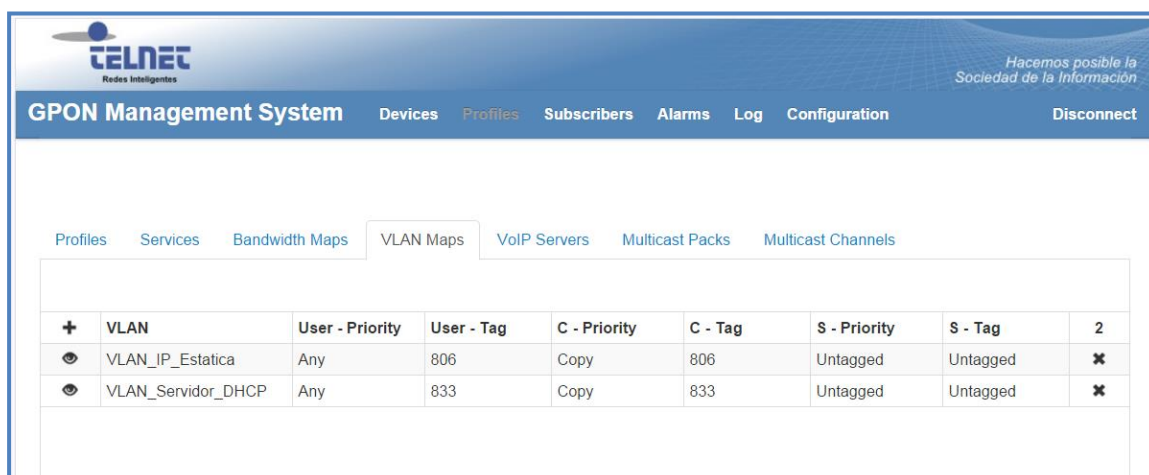 TELNET
Redes Inteligentes
Hacemos posible la
Sociedad de la Información
GPON Management System Devices Profiles Subscribers Alarms Log Configuration Disconnect
Profiles Services Bandwidth Maps VLAN Maps VoIP Servers Multicast Packs Multicast Channels
+ VLAN User - Priority User - Tag C - Priority C - Tag S - Priority S - Tag 2
VLAN_IP_Estatica Any 806 Copy 806 Untagged Untagged ✖
VLAN_Servidor_DHCP Any 833 Copy 833 Untagged Untagged ✖